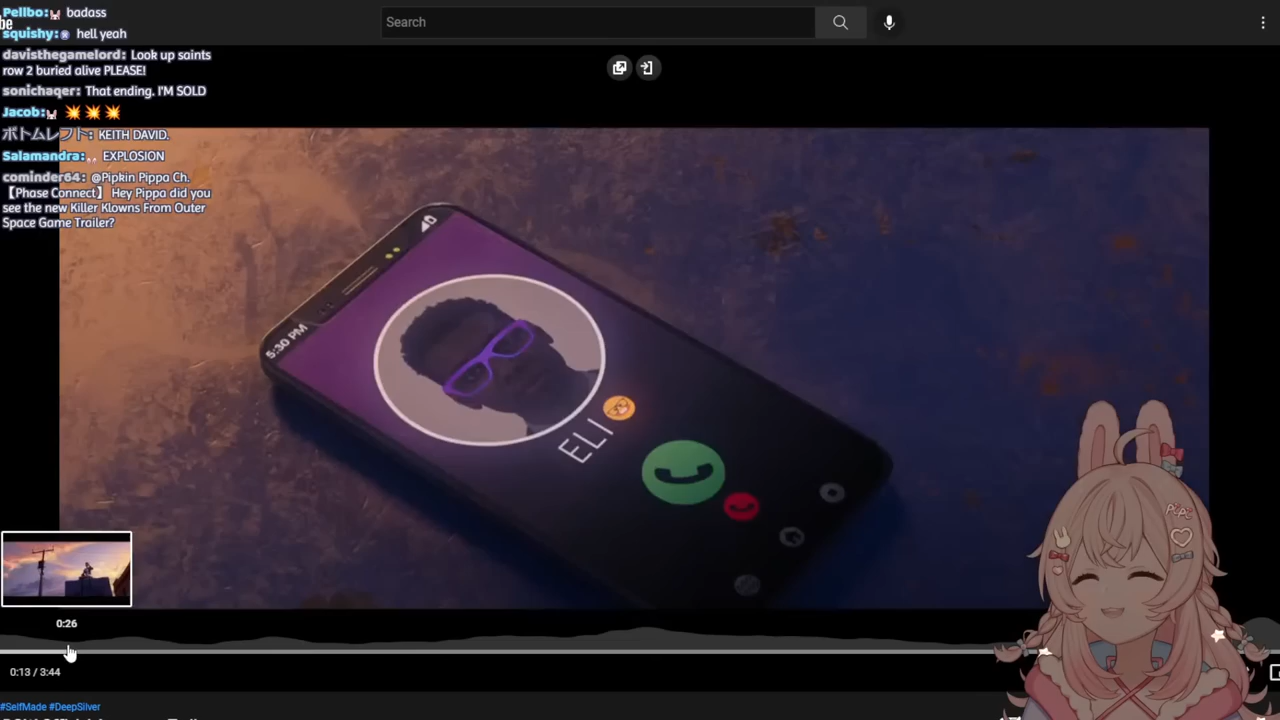 be
Search
Pellbo: badass
squishy: hell yeah
davisthegamelord: Look up saints
row 2 buried alive PLEASE!
sonichaqer: That ending. I'M SOLD
Jacob: 💥 💥 💥
ボトムレフト: KEITH DAVID.
Salamandra: EXPLOSION
cominder64: @Pipkin Pippa Ch.
【Phase Connect】 Hey Pippa did you
see the new Killer Klowns From Outer
Space Game Trailer?
5:30 PM
ELI
PiPa
0:26
0:13 / 3:44
#SelfMade #DeepSilver